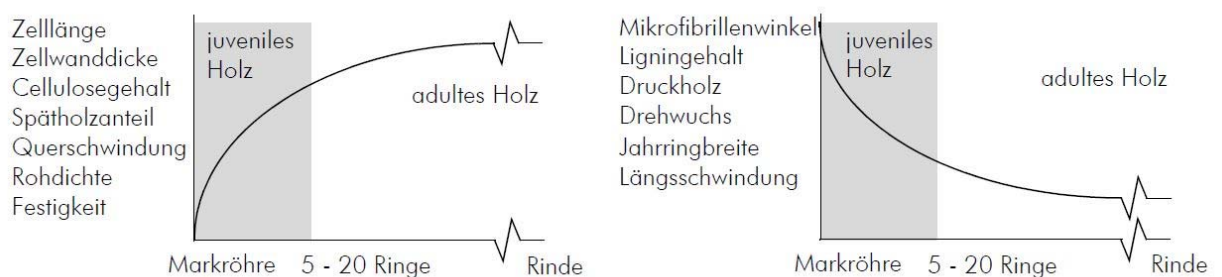 Zelllänge
Zellwanddicke
Cellulosegehalt
Spätholzanteil
Querschwindung
Rohdichte
Festigkeit
juveniles
Holz
adultes Holz
Markröhre
5 - 20 Ringe
Rinde
Mikrofibrillenwinkel
Ligningehalt
Druckholz
Drehwuchs
Jahrringbreite
Längsschwindung
juveniles
Holz
adultes Holz
Markröhre
5 - 20 Ringe
Rinde